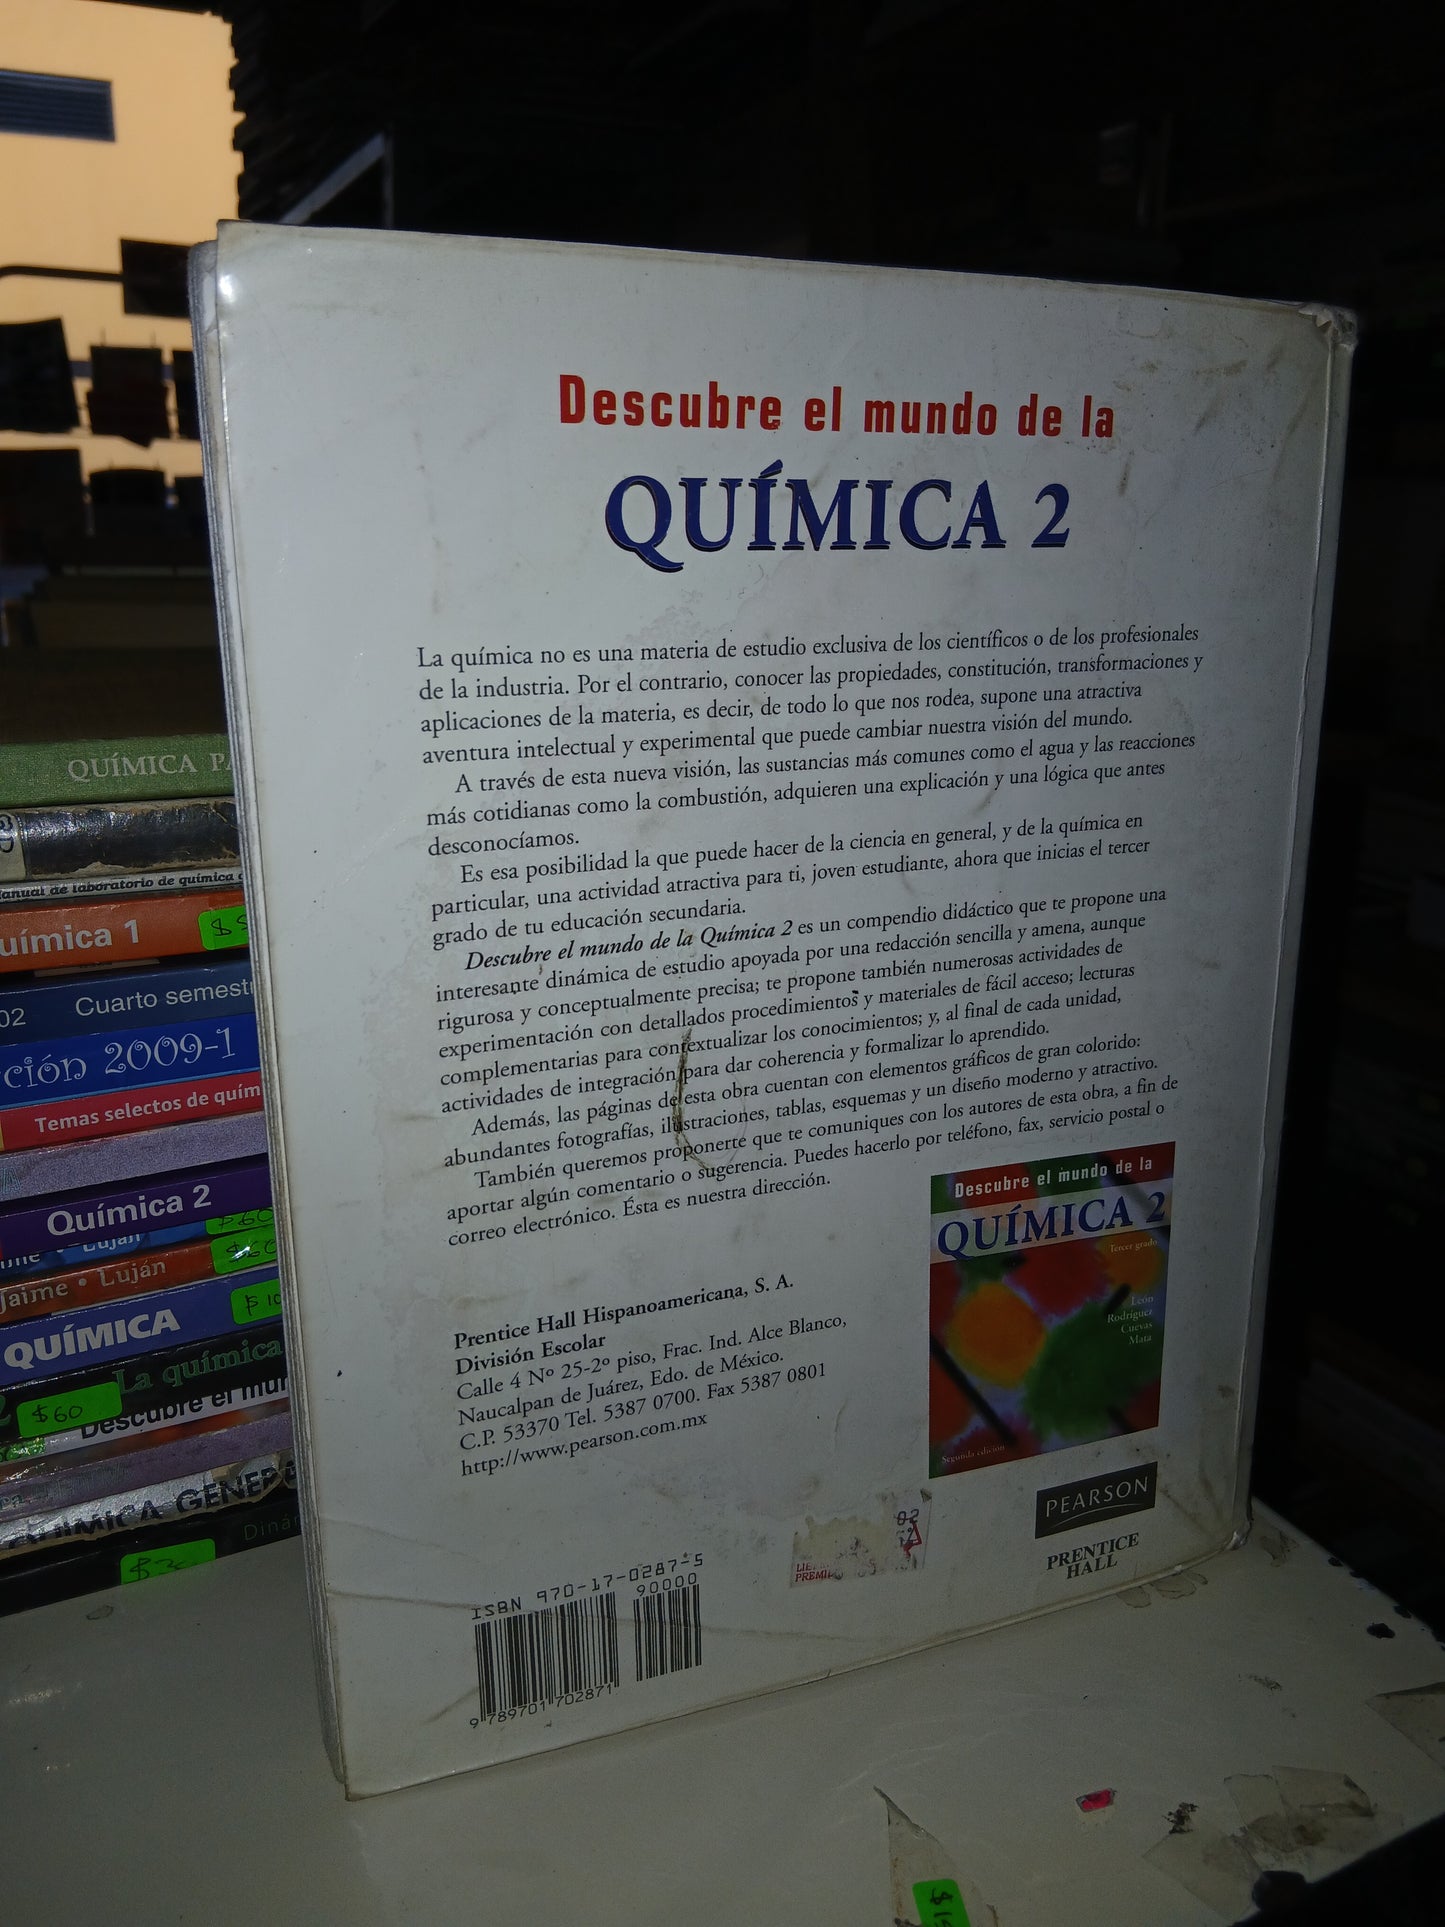 Descubre el mundo de la
QUÍMICA 2
La química no es una materia de estudio exclusiva de los científicos o de los profesionales
de la industria. Por el contrario, conocer las propiedades, constitución, transformaciones y
aplicaciones de la materia, es decir, de todo lo que nos rodea, supone una atractiva
aventura intelectual y experimental que puede cambiar nuestra visión del mundo.
A través de esta nueva visión, las sustancias más comunes como el agua y las reacciones
más cotidianas como la combustión, adquieren una explicación y una lógica que antes
desconocíamos.
Es esa posibilidad la que puede hacer de la ciencia en general, y de la química en
particular, una actividad atractiva para ti, joven estudiante, ahora que inicias el tercer
grado de tu educación secundaria.
Descubre el mundo de la Química 2 es un compendio didáctico que te propone una
interesante dinámica de estudio apoyada por una redacción sencilla y amena, aunque
rigurosa y conceptualmente precisa; te propone también numerosas actividades de
experimentación con detallados procedimientos y materiales de fácil acceso; lecturas
complementarias para contextualizar los conocimientos; y, al final de cada unidad,
actividades de integración para dar coherencia y formalizar lo aprendido.
Además, las páginas de esta obra cuentan con elementos gráficos de gran colorido:
abundantes fotografías, ilustraciones, tablas, esquemas y un diseño moderno y atractivo.
También queremos proponerte que te comuniques con los autores de esta obra, a fin de
aportar algún comentario o sugerencia. Puedes hacerlo por teléfono, fax, servicio postal o
correo electrónico. Ésta es nuestra dirección.
Prentice Hall Hispanoamericana, S. A.
División Escolar
Calle 4 Nº 25-2º piso, Frac. Ind. Alce Blanco,
Naucalpan de Juárez, Edo. de México.
C.P. 53370 Tel. 5387 0700. Fax 5387 0801
http://www.pearson.com.mx
Descubre el mundo de la
QUÍMICA 2
Tercer grado
León
Rodríguez
Cuevas
Mata
Segunda edición
PEARSON
PRENTICE
HALL
02
PREMI
ISBN 970-17-0287-5
90000
9 789701 702871
QUÍMICA PA
anual de laboratorio de química
uímica 1
$5
02 Cuarto semest
ción 2009-1
Temas selectos de quím
Química 2
$60
Luján
Jaime • Luján
$60
QUÍMICA
$10
La química
$60
Descubre el mun
QUÍMICA GENER
Dinám
$1